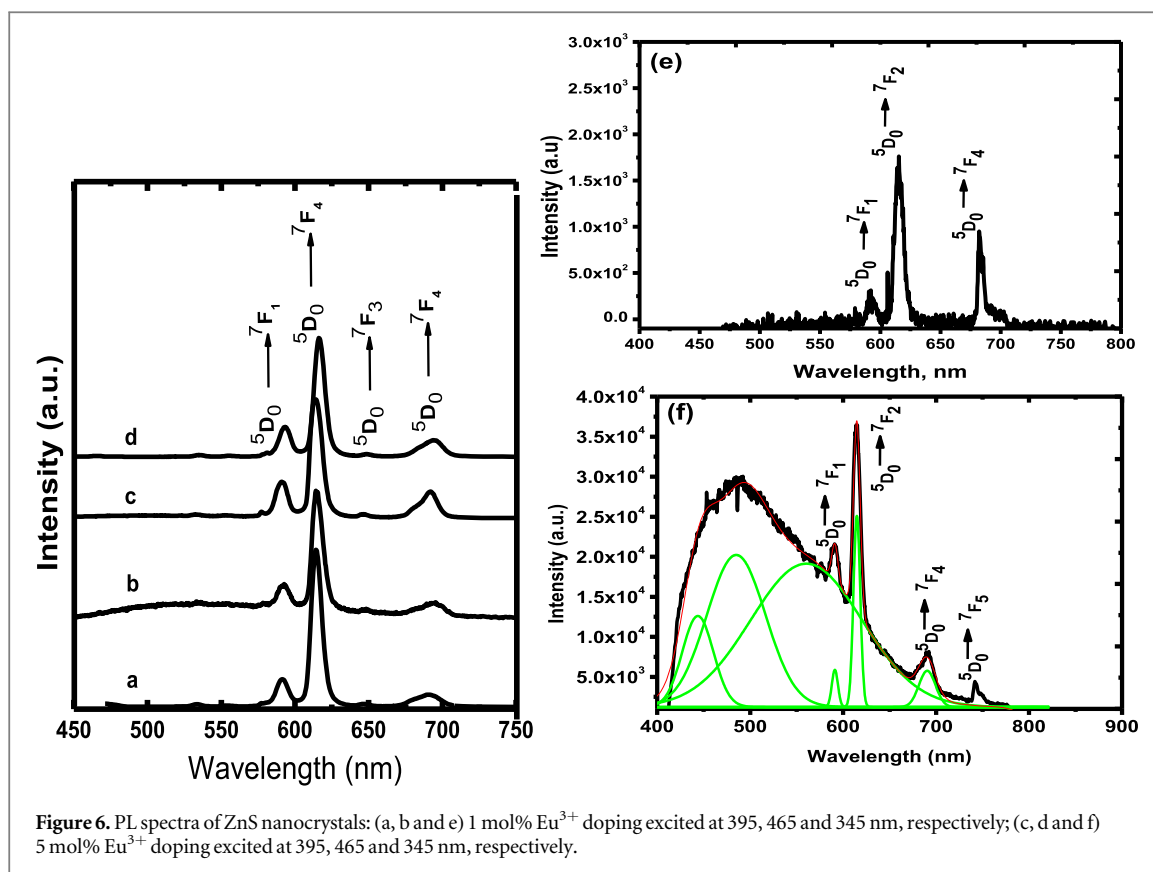 Intensity (a.u.)
⁵D₀ → ⁷F₁
⁵D₀ → ⁷F₄
⁵D₀ → ⁷F₃
⁵D₀ → ⁷F₄
d
c
b
a
450 500 550 600 650 700 750
Wavelength (nm)
(e)
Intensity (a.u)
3.0x10³
2.5x10³
2.0x10³
1.5x10³
1.0x10³
5.0x10²
0.0
⁵D₀ → ⁷F₁
⁵D₀ → ⁷F₂
⁵D₀ → ⁷F₄
400 450 500 550 600 650 700 750 800
Wavelength, nm
(f)
Intensity (a.u.)
4.0x10⁴
3.5x10⁴
3.0x10⁴
2.5x10⁴
2.0x10⁴
1.5x10⁴
1.0x10⁴
5.0x10³
⁵D₀ → ⁷F₁
⁵D₀ → ⁷F₂
⁵D₀ → ⁷F₄
⁵D₀ → ⁷F₅
400 500 600 700 800 900
Wavelength (nm)
Figure 6. PL spectra of ZnS nanocrystals: (a, b and e) 1 mol% Eu³⁺ doping excited at 395, 465 and 345 nm, respectively; (c, d and f)
5 mol% Eu³⁺ doping excited at 395, 465 and 345 nm, respectively.